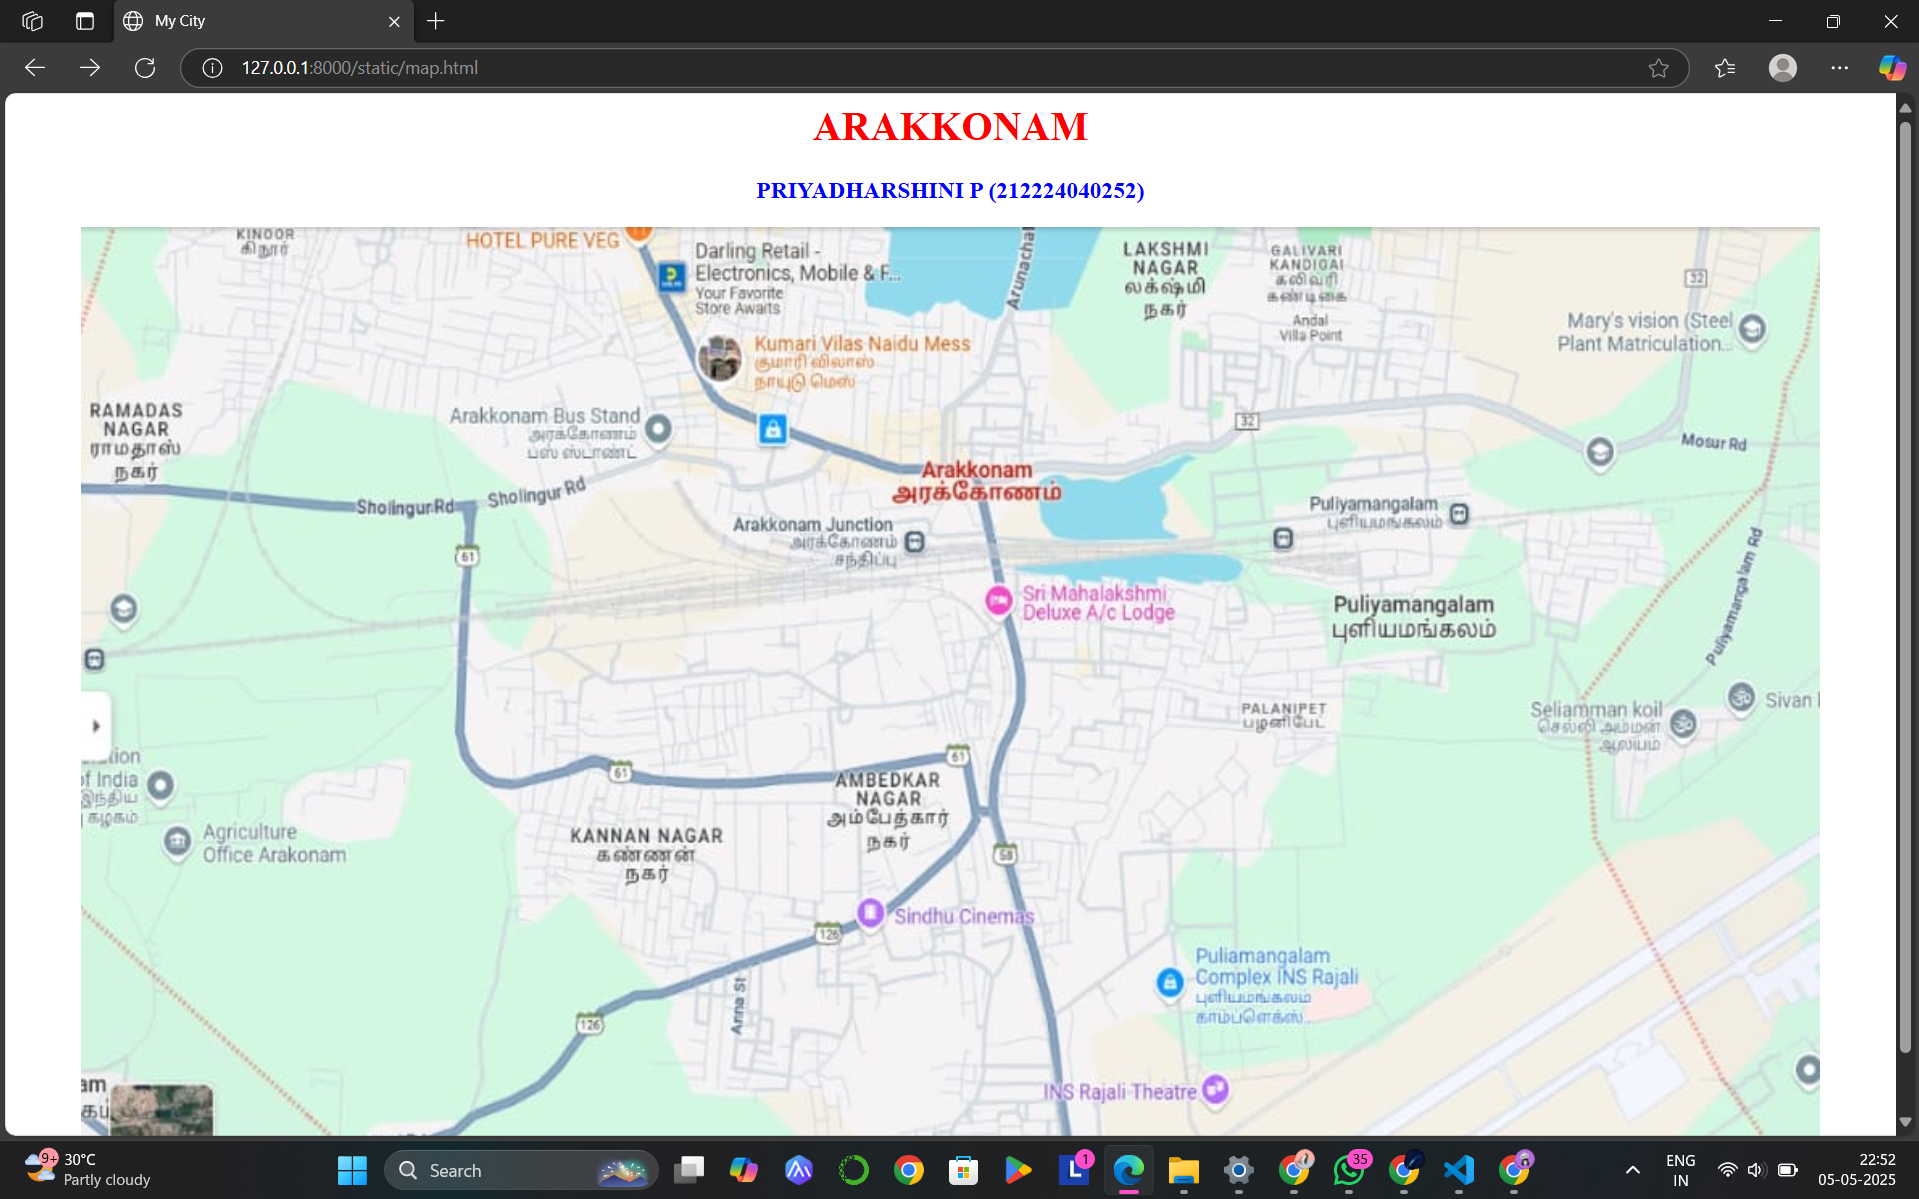 My City
127.0.0.1:8000/static/map.html
ARAKKONAM
PRIYADHARSHINI P (212224040252)
KINOOR
கிநூர்
HOTEL PURE VEG
Darling Retail -
Electronics, Mobile & F...
Your Favorite
Store Awaits
Arunachal
LAKSHMI
NAGAR
லக்ஷ்மி
நகர்
GALIVARI
KANDIGAI
கலிவரி
கண்டிகை
Andal
Villa Point
32
Mary's vision (Steel
Plant Matriculation...
Kumari Vilas Naidu Mess
குமாரி விலாஸ்
நாயுடு மெஸ்
RAMADAS
NAGAR
ராமதாஸ்
நகர்
Arakkonam Bus Stand
அரக்கோணம்
பஸ் ஸ்டாண்ட்
32
Mosur Rd
Arakkonam
அரக்கோணம்
Sholingur Rd
Sholingur Rd
Arakkonam Junction
அரக்கோணம்
சந்திப்பு
Puliyamangalam
புளியமங்கலம்
61
Puliyamangalam Rd
Sri Mahalakshmi
Deluxe A/c Lodge
Puliyamangalam
புளியமங்கலம்
PALANIPET
பழனிபேட்
Seliamman koil
செல்லி அம்மன்
ஆலயம்
Sivan
61
61
AMBEDKAR
NAGAR
அம்பேத்கார்
நகர்
of India
இந்திய
கழகம்
Agriculture
Office Arakonam
KANNAN NAGAR
கண்ணன்
நகர்
58
Sindhu Cinemas
126
Anna St
126
Puliamangalam
Complex INS Rajali
புளியமங்கலம்
காம்ப்ளெக்ஸ்...
INS Rajali Theatre
am
9+
30°C
Partly cloudy
Search
1
35
ENG
IN
22:52
05-05-2025